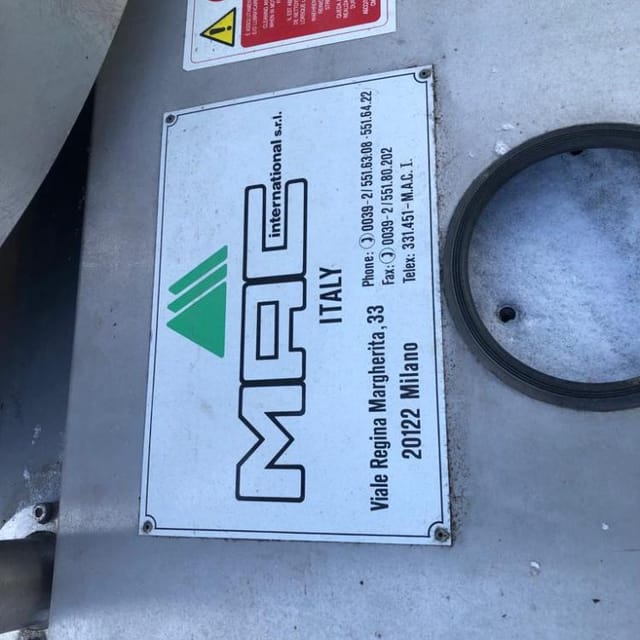 MAC
international s.r.l.
ITALY
Viale Regina Margheritta, 33
20122 Milano
Phone: 0039-2/551.63.08-551.64.22
Fax: 0039-2/551.80.202
Telex: 331.451-M.A.C. I.